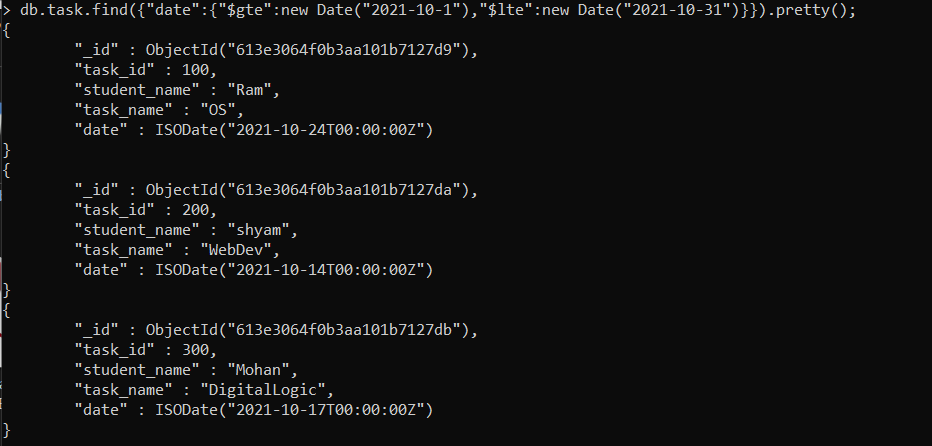 > db.task.find({"date":{"$gte":new Date("2021-10-1"),"$lte":new Date("2021-10-31")}}).pretty();
{
        "_id" : ObjectId("613e3064f0b3aa101b7127d9"),
        "task_id" : 100,
        "student_name" : "Ram",
        "task_name" : "OS",
        "date" : ISODate("2021-10-24T00:00:00Z")
}
{
        "_id" : ObjectId("613e3064f0b3aa101b7127da"),
        "task_id" : 200,
        "student_name" : "shyam",
        "task_name" : "WebDev",
        "date" : ISODate("2021-10-14T00:00:00Z")
}
{
        "_id" : ObjectId("613e3064f0b3aa101b7127db"),
        "task_id" : 300,
        "student_name" : "Mohan",
        "task_name" : "DigitalLogic",
        "date" : ISODate("2021-10-17T00:00:00Z")
}